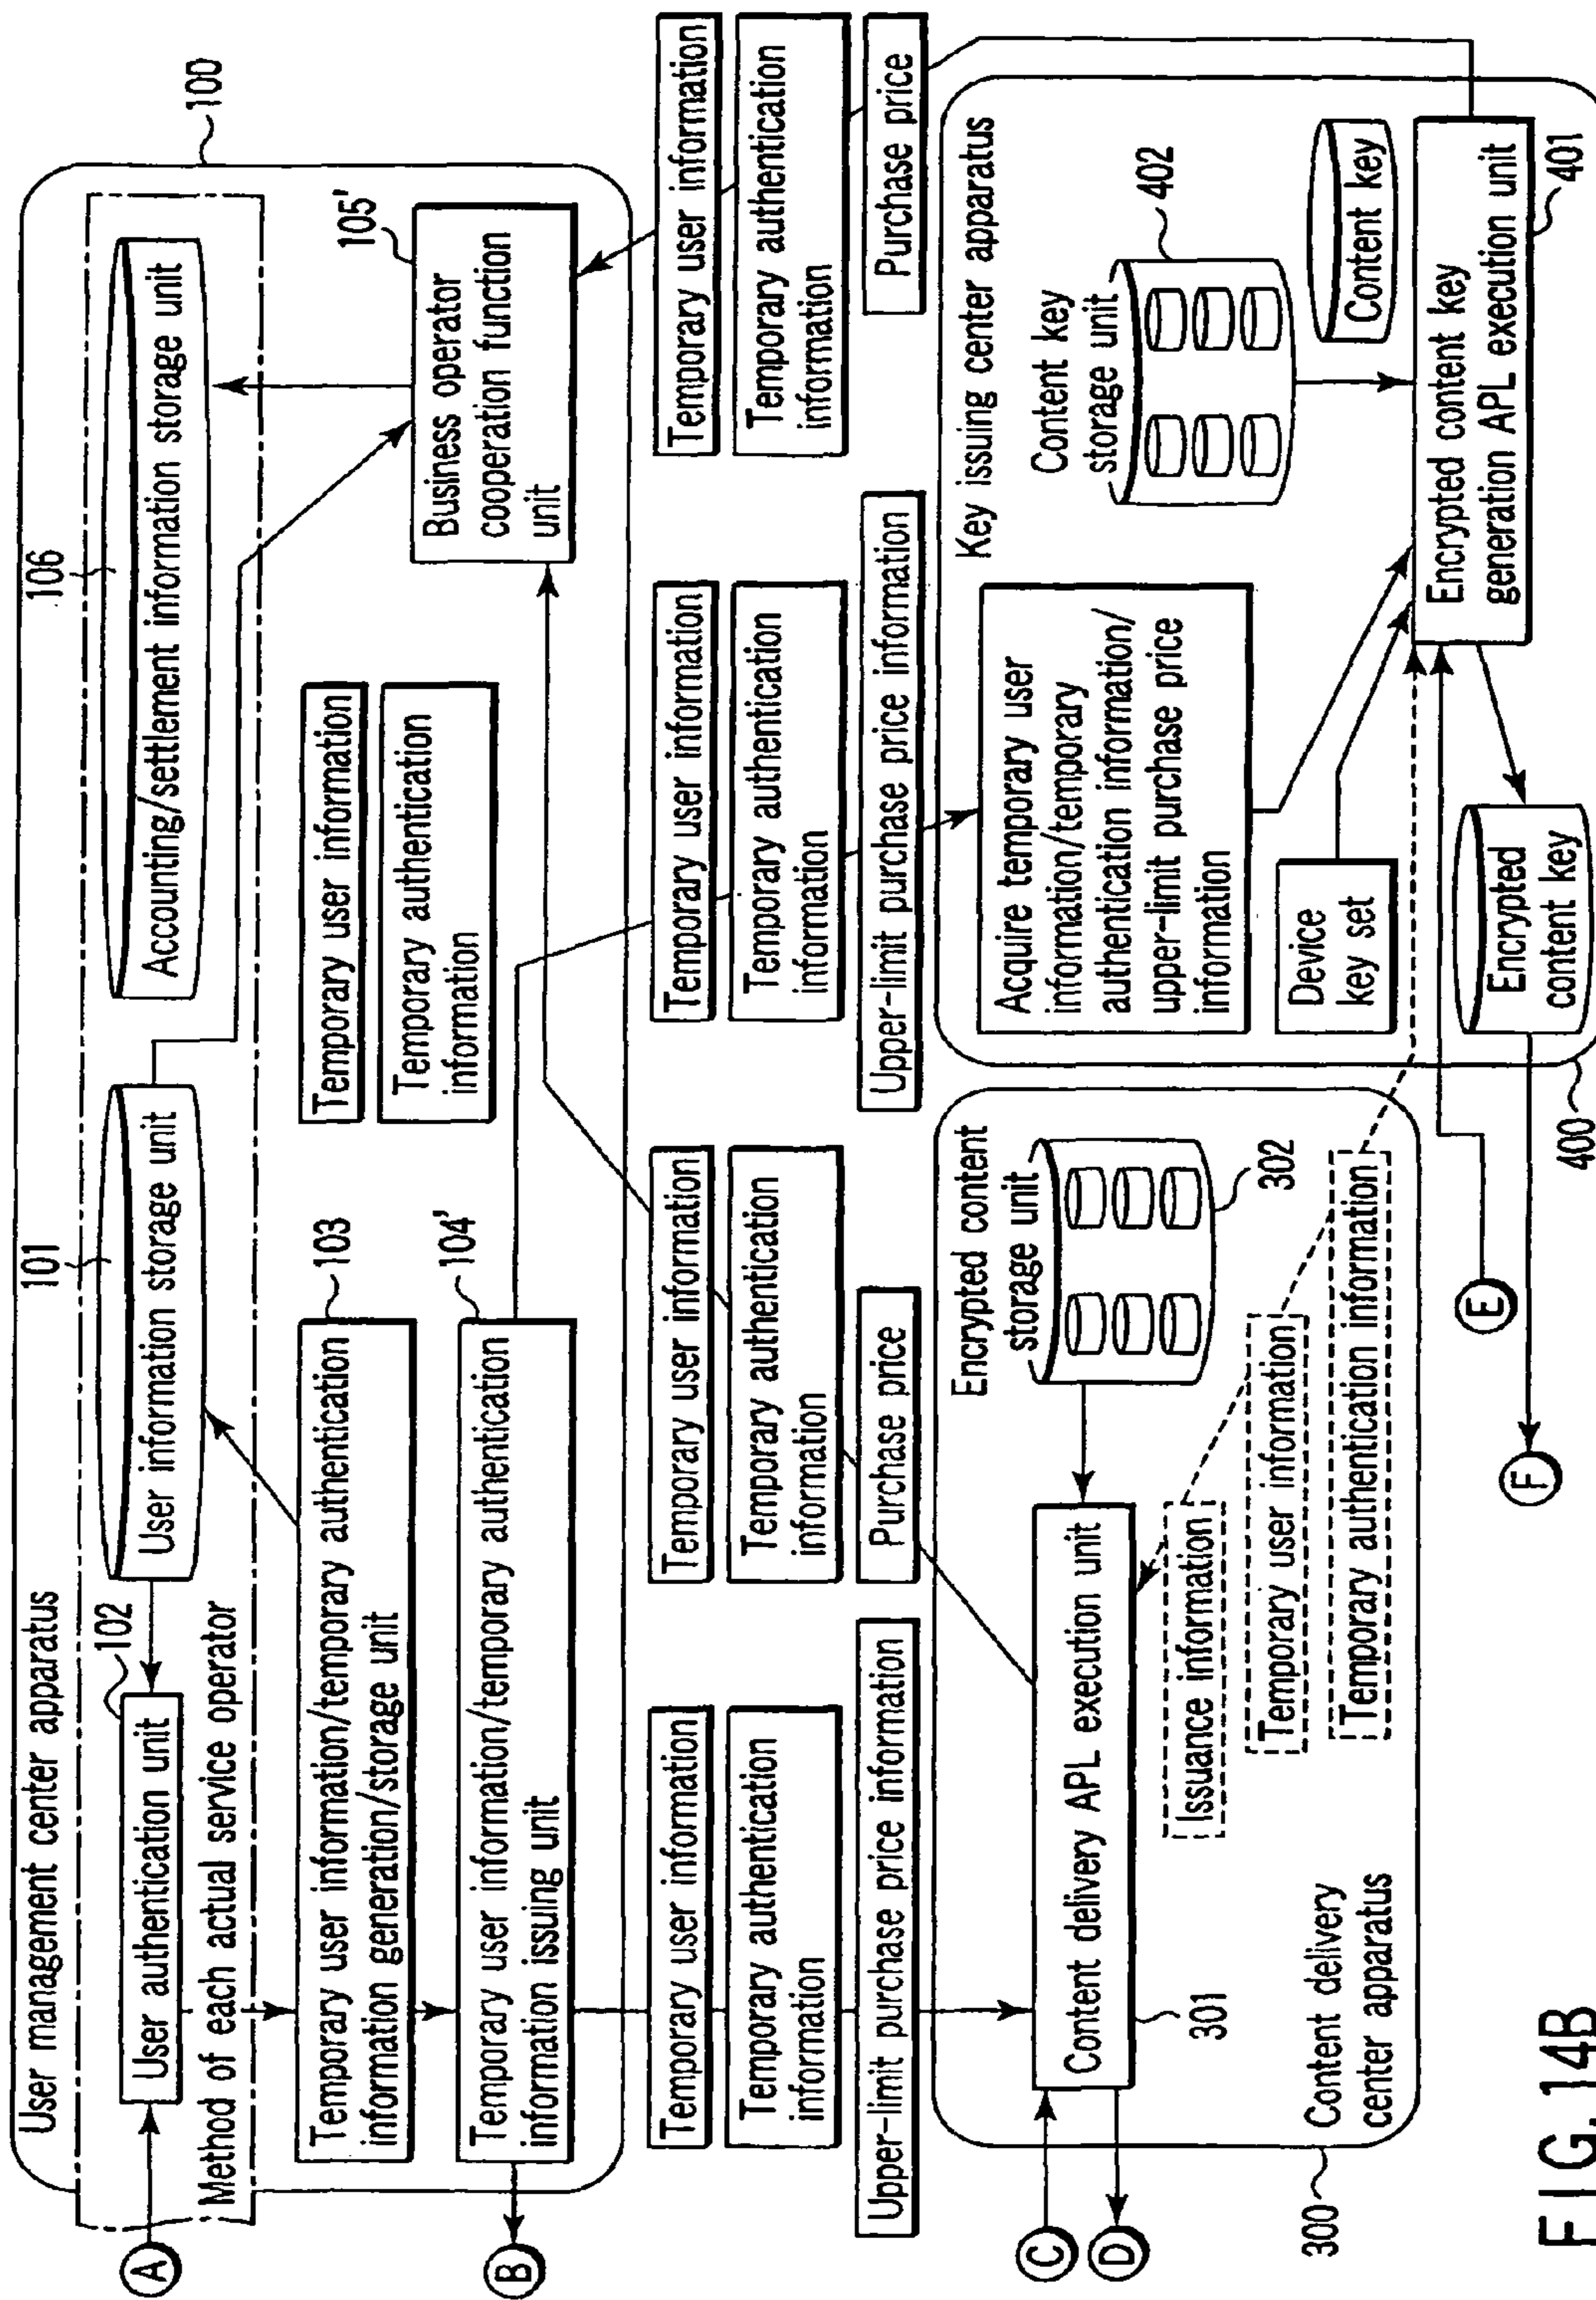 User management center apparatus
100
101
106
102
User authentication unit
User information storage unit
Accounting/settlement information storage unit
A
Method of each actual service operator
103
Temporary user information/temporary authentication
information generation/storage unit
Temporary user information
Temporary authentication
information
105'
Business operator
cooperation function
unit
104'
Temporary user information/temporary authentication
information issuing unit
B
Temporary user information
Temporary authentication
information
Upper-limit purchase price information
Temporary user information
Temporary authentication
information
Purchase price
Temporary user information
Temporary authentication
information
Upper-limit purchase price information
Temporary user information
Temporary authentication
information
Purchase price
Encrypted content
storage unit
302
C
D
Content delivery APL execution unit
301
Issuance information
Temporary user information
Temporary authentication information
Content delivery
center apparatus
300
Key issuing center apparatus
Acquire temporary user
information/temporary
authentication information/
upper-limit purchase price
information
Content key
storage unit
402
Device
key set
Content key
Encrypted content key
generation APL execution unit
401
Encrypted
content key
E
F
400
FIG. 14B